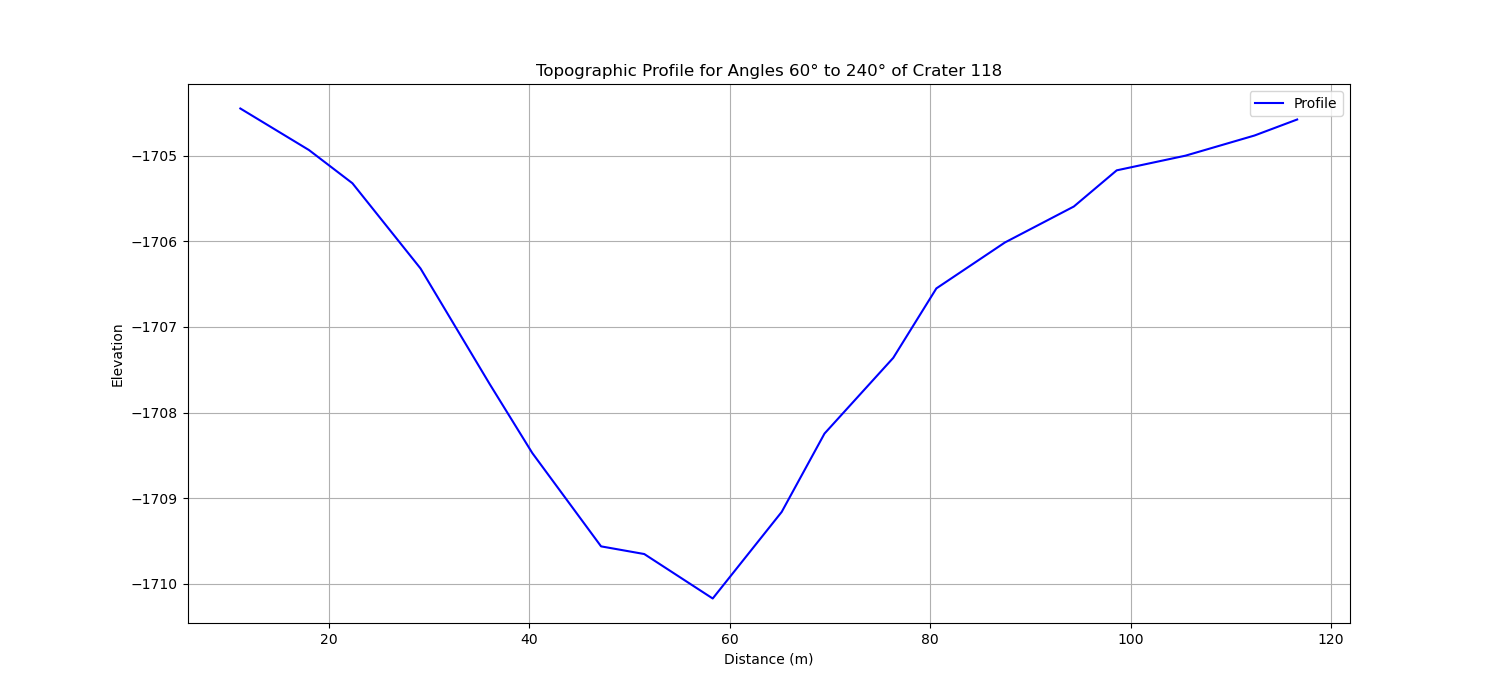 Topographic Profile for Angles 60° to 240° of Crater 118
Profile
−1705
−1706
−1707
−1708
−1709
−1710
Elevation
20 40 60 80 100 120
Distance (m)